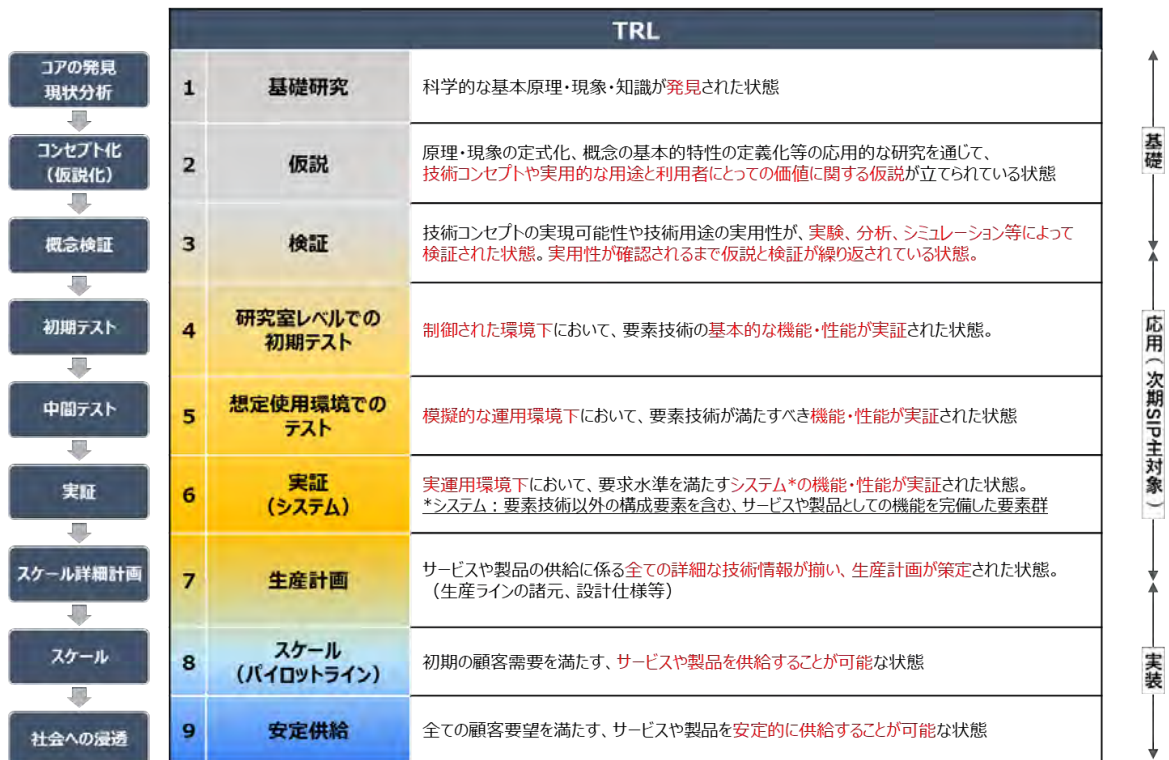 TRL
コアの発見
現状分析
1
基礎研究
科学的な基本原理・現象・知識が発見された状態
コンセプト化
（仮説化）
2
仮説
原理・現象の定式化、概念の基本的特性の定義化等の応用的な研究を通じて、
技術コンセプトや実用的な用途と利用者にとっての価値に関する仮説が立てられている状態
概念検証
3
検証
技術コンセプトの実現可能性や技術用途の実用性が、実験、分析、シミュレーション等によって
検証された状態。実用性が確認されるまで仮説と検証が繰り返されている状態。
初期テスト
4
研究室レベルでの
初期テスト
制御された環境下において、要素技術の基本的な機能・性能が実証された状態。
中間テスト
5
想定使用環境での
テスト
模擬的な運用環境下において、要素技術が満たすべき機能・性能が実証された状態
実証
6
実証
（システム）
実運用環境下において、要求水準を満たすシステム*の機能・性能が実証された状態。
*システム：要素技術以外の構成要素を含む、サービスや製品としての機能を完備した要素群
スケール詳細計画
7
生産計画
サービスや製品の供給に係る全ての詳細な技術情報が揃い、生産計画が策定された状態。
（生産ラインの諸元、設計仕様等）
スケール
8
スケール
（パイロットライン）
初期の顧客需要を満たす、サービスや製品を供給することが可能な状態
社会への浸透
9
安定供給
全ての顧客要望を満たす、サービスや製品を安定的に供給することが可能な状態
基礎
応用（次期SIP主対象）
実装